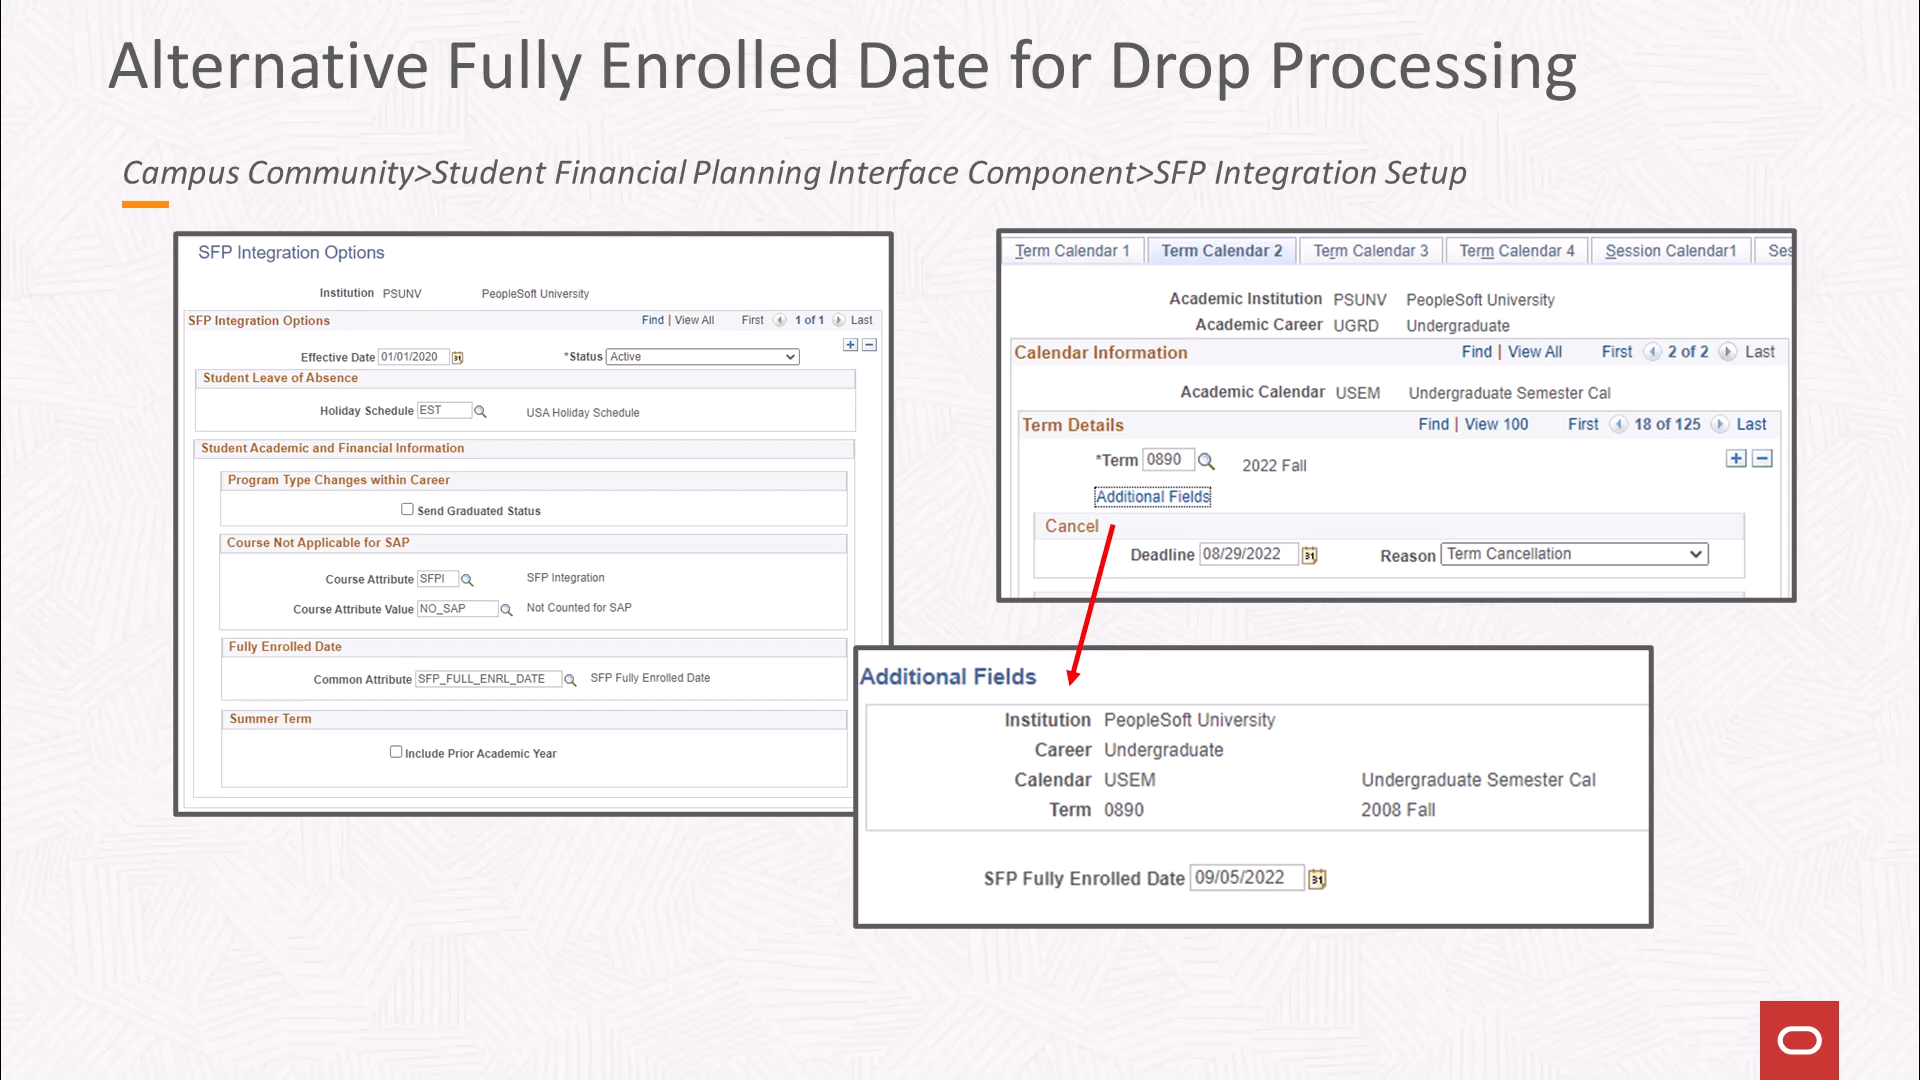 Alternative Fully Enrolled Date for Drop Processing
Campus Community>Student Financial Planning Interface Component>SFP Integration Setup
SFP Integration Options
Institution PSUNV PeopleSoft University
SFP Integration Options Find | View All First 1 of 1 Last
Effective Date 01/01/2020 31 *Status Active
Student Leave of Absence
Holiday Schedule EST USA Holiday Schedule
Student Academic and Financial Information
Program Type Changes within Career
Send Graduated Status
Course Not Applicable for SAP
Course Attribute SFPI SFP Integration
Course Attribute Value NO_SAP Not Counted for SAP
Fully Enrolled Date
Common Attribute SFP_FULL_ENRL_DATE SFP Fully Enrolled Date
Summer Term
Include Prior Academic Year
Term Calendar 1 Term Calendar 2 Term Calendar 3 Term Calendar 4 Session Calendar1 Ses
Academic Institution PSUNV PeopleSoft University
Academic Career UGRD Undergraduate
Calendar Information Find | View All First 2 of 2 Last
Academic Calendar USEM Undergraduate Semester Cal
Term Details Find | View 100 First 18 of 125 Last
*Term 0890 2022 Fall
Additional Fields
Cancel
Deadline 08/29/2022 31 Reason Term Cancellation
Additional Fields
Institution PeopleSoft University
Career Undergraduate
Calendar USEM Undergraduate Semester Cal
Term 0890 2008 Fall
SFP Fully Enrolled Date 09/05/2022 31